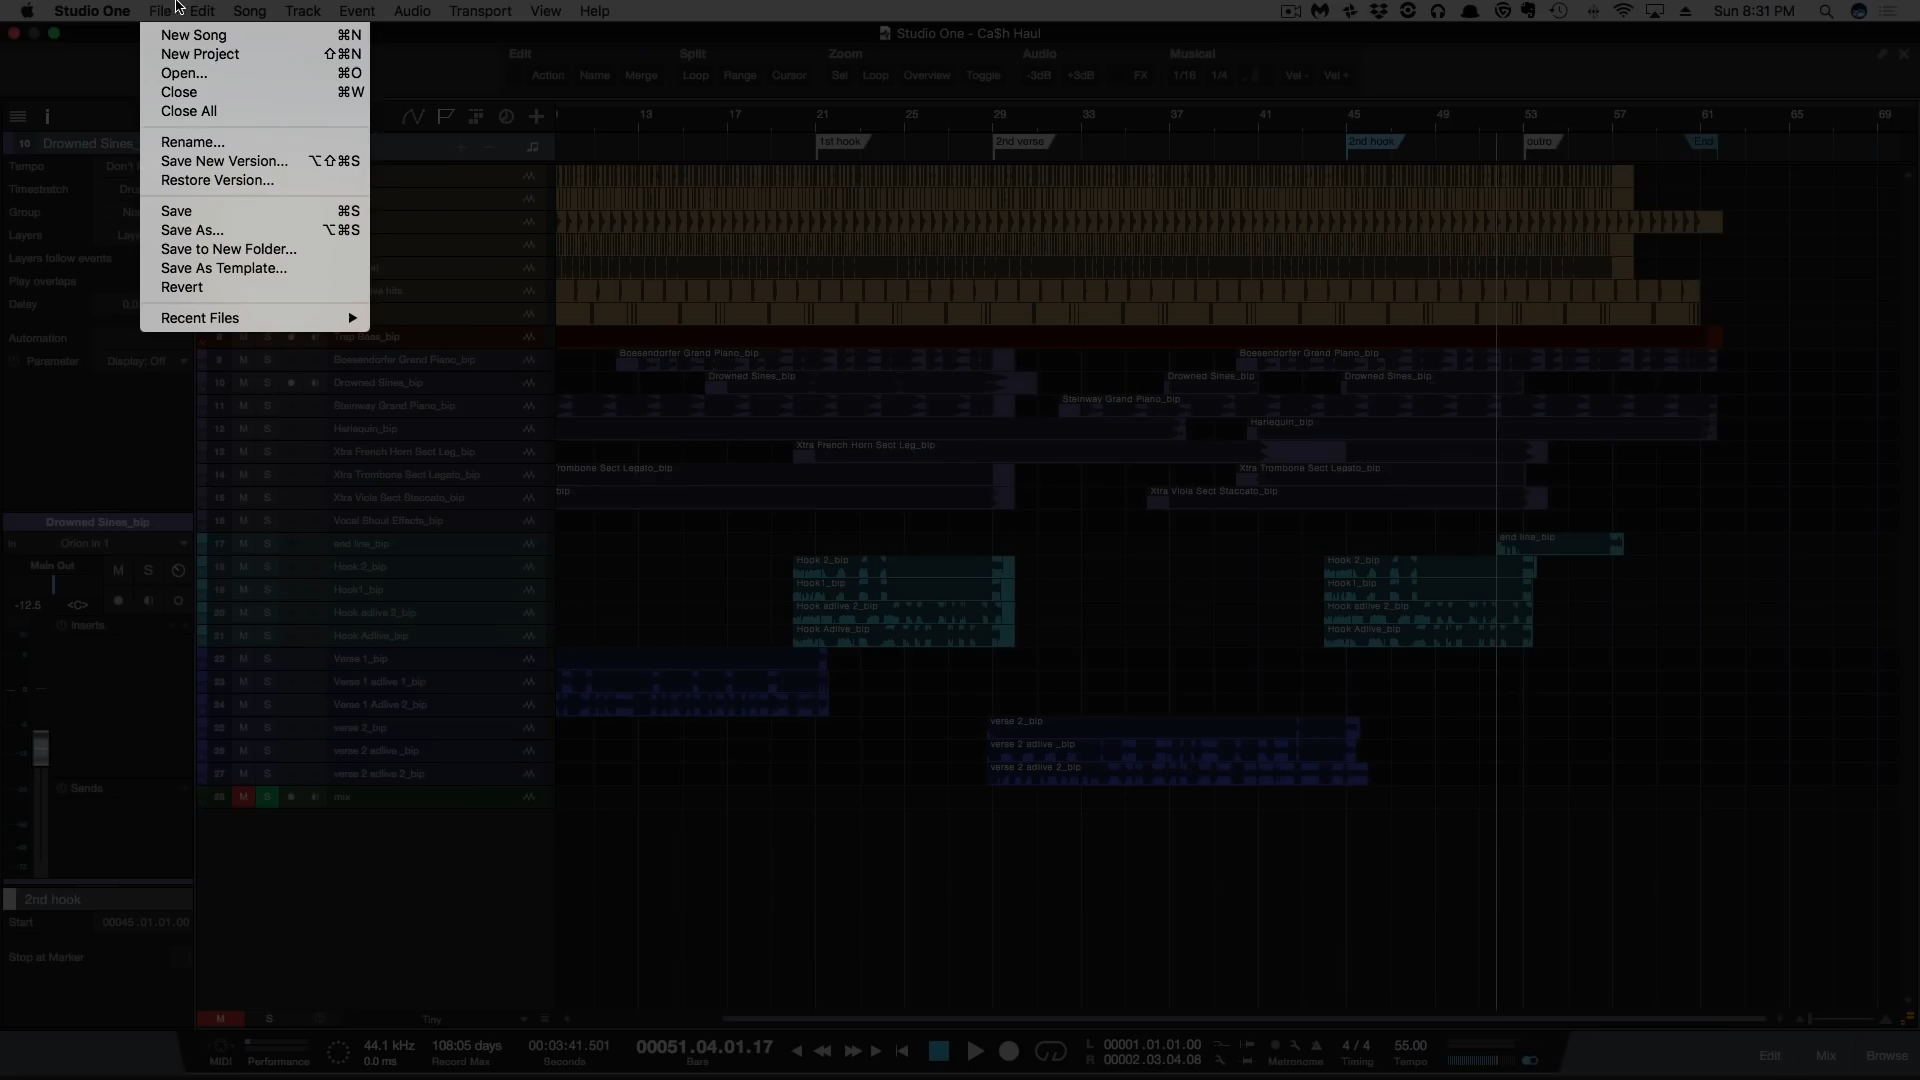 Studio One File Edit Song Track Event Audio Transport View Help Sun 8:31 PM
Studio One - Ca$h Haul
New Song ⌘N
New Project ⇧⌘N
Open... ⌘O
Close ⌘W
Close All
Rename...
Save New Version... ⌥⇧⌘S
Restore Version...
Save ⌘S
Save As... ⌥⌘S
Save to New Folder...
Save As Template...
Revert
Recent Files
Edit Split Zoom Audio Musical
Action Name Merge Loop Range Cursor Sel Loop Overview Toggle -3dB +3dB FX 1/16 1/4 Vel - Vel +
13 17 21 25 29 33 37 41 45 49 53 57 61 65 69
1st hook 2nd verse 2nd hook outro End
10 Drowned Sines_
Tempo
Timestretch
Group
Layers
Layers follow events
Play overlaps
Delay
Automation
Parameter Display: Off
M S Trap Bass_bip
9 M S Boesendorfer Grand Piano_bip
10 M S Drowned Sines_bip
11 M S Steinway Grand Piano_bip
12 M S Harlequin_bip
13 M S Xtra French Horn Sect Leg_bip
14 M S Xtra Trombone Sect Legato_bip
15 M S Xtra Viola Sect Staccato_bip
16 M S Vocal Shout Effects_bip
17 M S end line_bip
18 M S Hook 2_bip
19 M S Hook1_bip
20 M S Hook adlive 2_bip
21 M S Hook Adlive_bip
22 M S Verse 1_bip
23 M S Verse 1 adlive 1_bip
24 M S Verse 1 Adlive 2_bip
25 M S verse 2_bip
26 M S verse 2 adlive _bip
27 M S verse 2 adlive 2_bip
28 M S mix
Boesendorfer Grand Piano_bip Boesendorfer Grand Piano_bip
Drowned Sines_bip Drowned Sines_bip Drowned Sines_bip
Steinway Grand Piano_bip
Harlequin_bip
Xtra French Horn Sect Leg_bip
Trombone Sect Legato_bip Xtra Trombone Sect Legato_bip
bip Xtra Viola Sect Staccato_bip
end line_bip
Hook 2_bip Hook 2_bip
Hook1_bip Hook1_bip
Hook adlive 2_bip Hook adlive 2_bip
Hook Adlive_bip Hook Adlive_bip
verse 2_bip
verse 2 adlive _bip
verse 2 adlive 2_bip
Drowned Sines_bip
In Orion In 1
Main Out M S
-12.5 <C>
Inserts
Sends
2nd hook
Start 00045.01.01.00
Stop at Marker
M S Tiny
MIDI Performance
44.1 kHz
0.0 ms
108:05 days
Record Max
00:03:41.501
Seconds
00051.04.01.17
Bars
L 00001.01.01.00
R 00002.03.04.08
Metronome
4 / 4
Timing
55.00
Tempo
Edit Mix Browse